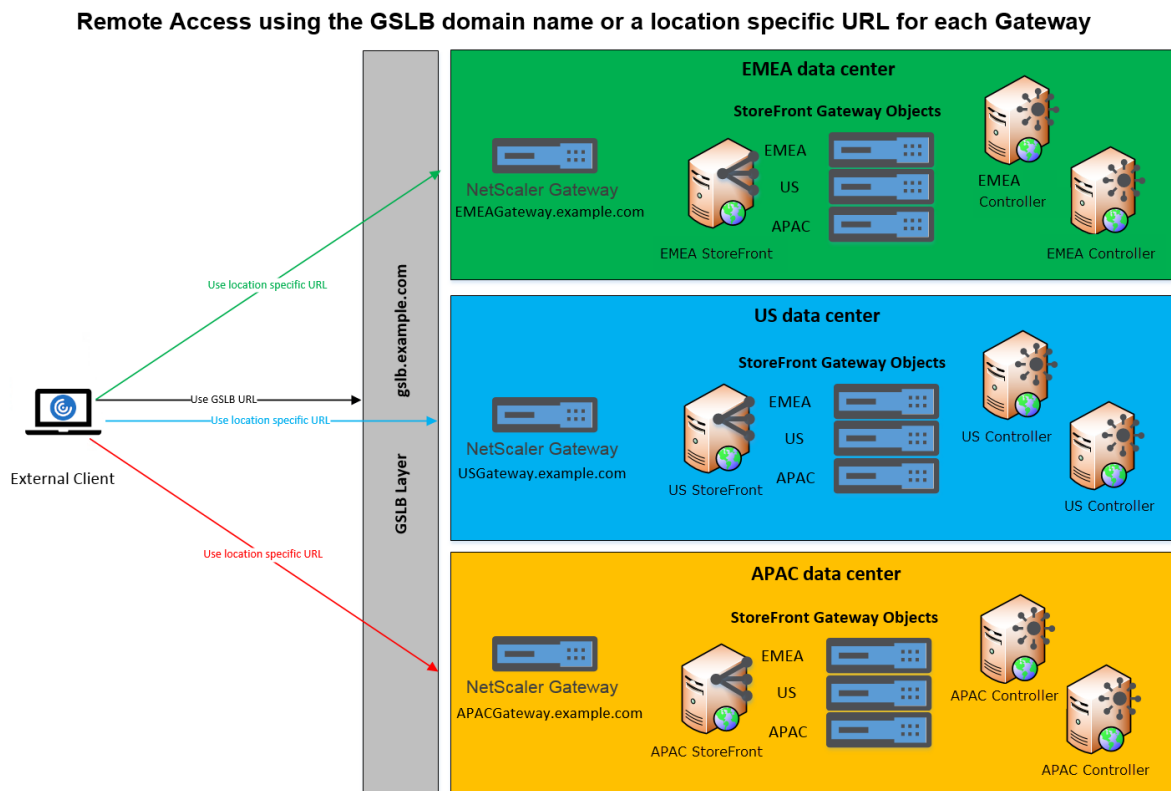 Remote Access using the GSLB domain name or a location specific URL for each Gateway
External Client
Use location specific URL
Use GSLB URL
Use location specific URL
Use location specific URL
gslb.example.com
GSLB Layer
EMEA data center
StoreFront Gateway Objects
NetScaler Gateway
EMEAGateway.example.com
EMEA StoreFront
EMEA
US
APAC
EMEA
Controller
EMEA Controller
US data center
StoreFront Gateway Objects
NetScaler Gateway
USGateway.example.com
US StoreFront
EMEA
US
APAC
US Controller
US Controller
APAC data center
StoreFront Gateway Objects
NetScaler Gateway
APACGateway.example.com
APAC StoreFront
EMEA
US
APAC
APAC Controller
APAC Controller